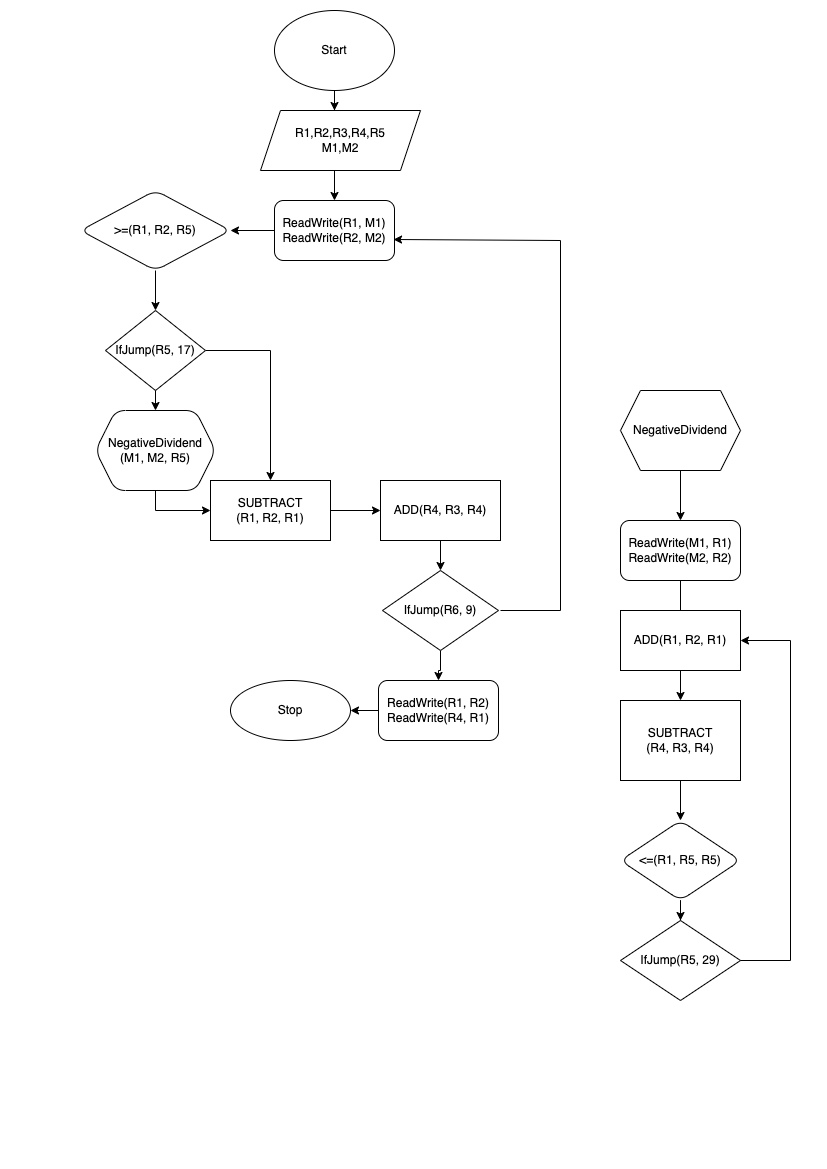 Start
R1,R2,R3,R4,R5
M1,M2
ReadWrite(R1, M1)
ReadWrite(R2, M2)
>=(R1, R2, R5)
IfJump(R5, 17)
NegativeDividend
(M1, M2, R5)
SUBTRACT
(R1, R2, R1)
ADD(R4, R3, R4)
IfJump(R6, 9)
ReadWrite(R1, R2)
ReadWrite(R4, R1)
Stop
NegativeDividend
ReadWrite(M1, R1)
ReadWrite(M2, R2)
ADD(R1, R2, R1)
SUBTRACT
(R4, R3, R4)
<=(R1, R5, R5)
IfJump(R5, 29)